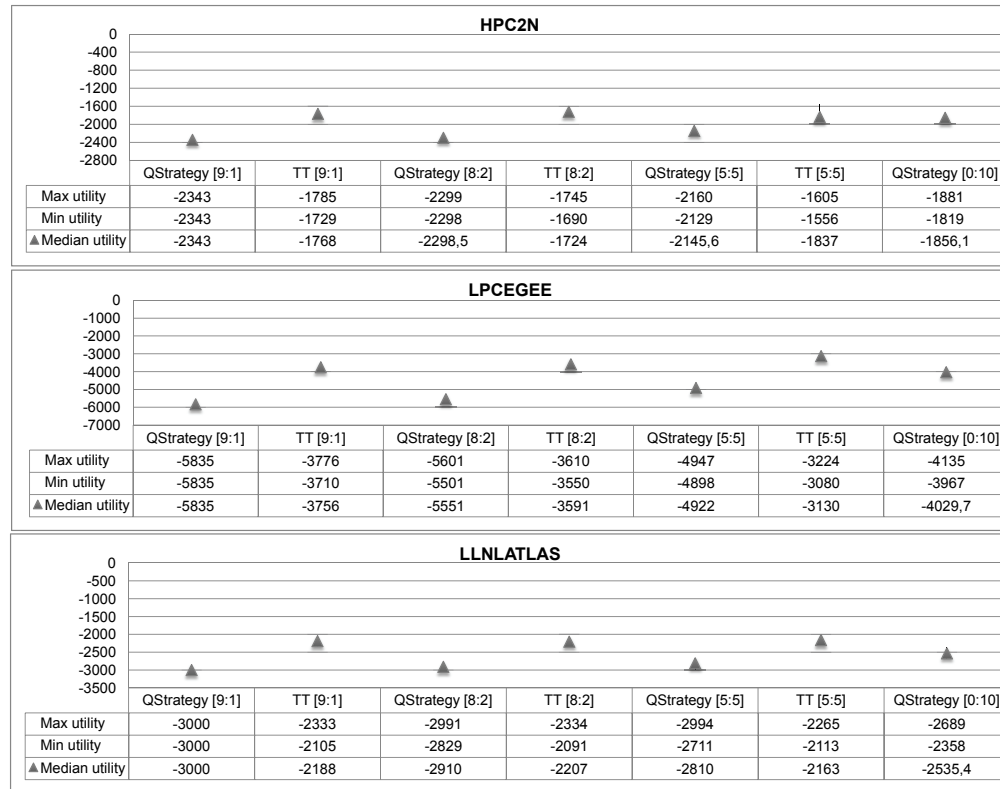 HPC2N
0
-400
-800
-1200
-1600
-2000
-2400
-2800
QStrategy [9:1] TT [9:1] QStrategy [8:2] TT [8:2] QStrategy [5:5] TT [5:5] QStrategy [0:10]
Max utility -2343 -1785 -2299 -1745 -2160 -1605 -1881
Min utility -2343 -1729 -2298 -1690 -2129 -1556 -1819
Median utility -2343 -1768 -2298,5 -1724 -2145,6 -1837 -1856,1
LPCEGEE
0
-1000
-2000
-3000
-4000
-5000
-6000
-7000
QStrategy [9:1] TT [9:1] QStrategy [8:2] TT [8:2] QStrategy [5:5] TT [5:5] QStrategy [0:10]
Max utility -5835 -3776 -5601 -3610 -4947 -3224 -4135
Min utility -5835 -3710 -5501 -3550 -4898 -3080 -3967
Median utility -5835 -3756 -5551 -3591 -4922 -3130 -4029,7
LLNLATLAS
0
-500
-1000
-1500
-2000
-2500
-3000
-3500
QStrategy [9:1] TT [9:1] QStrategy [8:2] TT [8:2] QStrategy [5:5] TT [5:5] QStrategy [0:10]
Max utility -3000 -2333 -2991 -2334 -2994 -2265 -2689
Min utility -3000 -2105 -2829 -2091 -2711 -2113 -2358
Median utility -3000 -2188 -2910 -2207 -2810 -2163 -2535,4